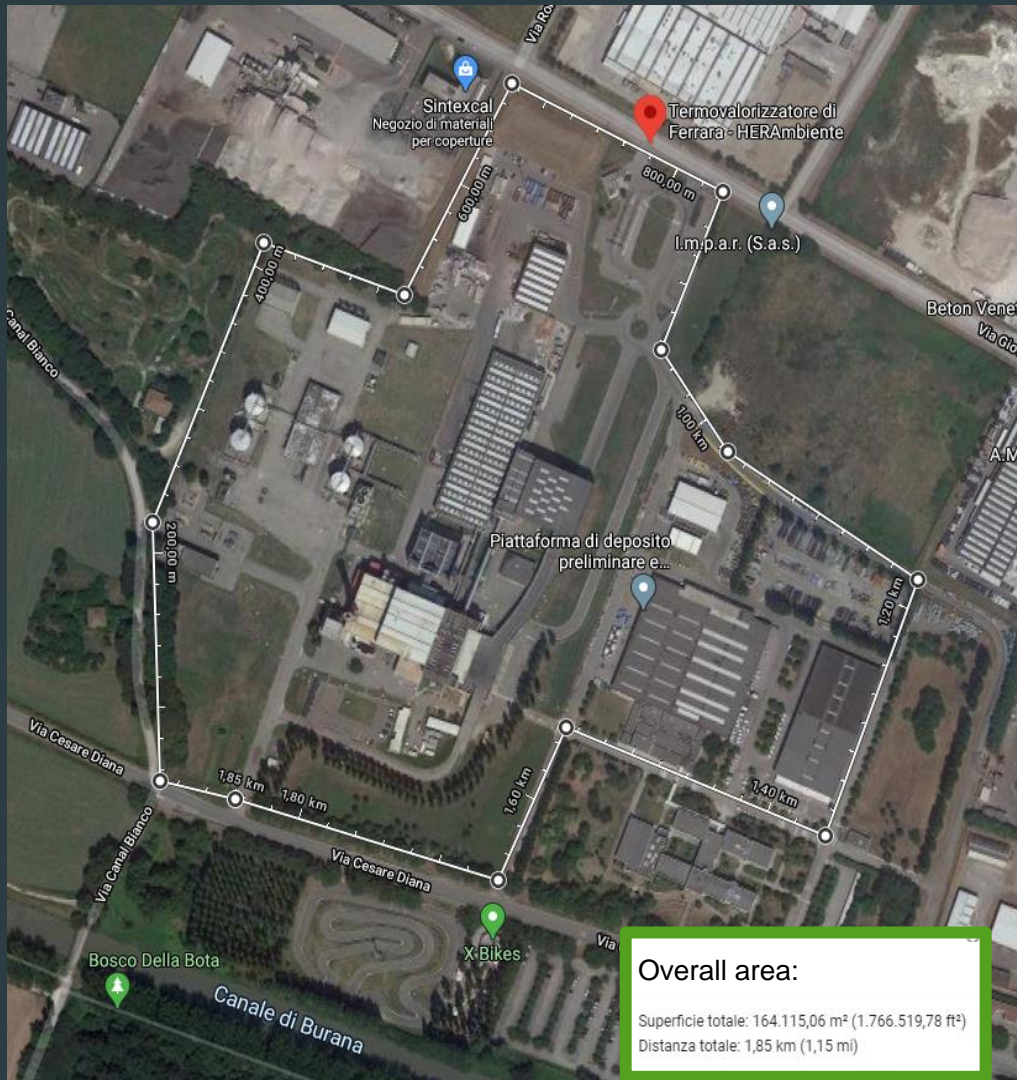 Via Ro
Sintexcal
Negozio di materiali
per coperture
Termovalorizzatore di
Ferrara - HERAmbiente
800,00 m
600,00 m
I.m.p.a.r. (S.a.s.)
400,00 m
Canal Bianco
Beton Venet
Via Gio
1,00 km
A.M
200,00 m
Piattaforma di deposito
preliminare e...
1,20 km
Via Cesare Diana
1,85 km
1,80 km
1,60 km
1,40 km
Via Canal Bianco
Via Cesare Diana
X Bikes
Via
Bosco Della Bota
Canale di Burana
Overall area:
Superficie totale: 164.115,06 m² (1.766.519,78 ft²)
Distanza totale: 1,85 km (1,15 mi)